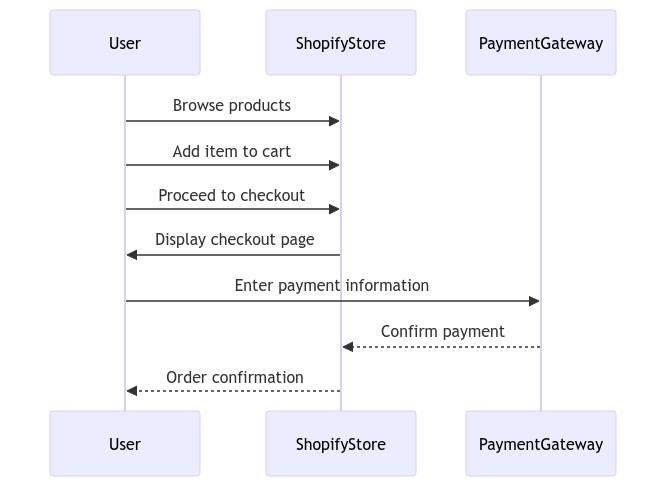 User
ShopifyStore
PaymentGateway
Browse products
Add item to cart
Proceed to checkout
Display checkout page
Enter payment information
Confirm payment
Order confirmation
User
ShopifyStore
PaymentGateway